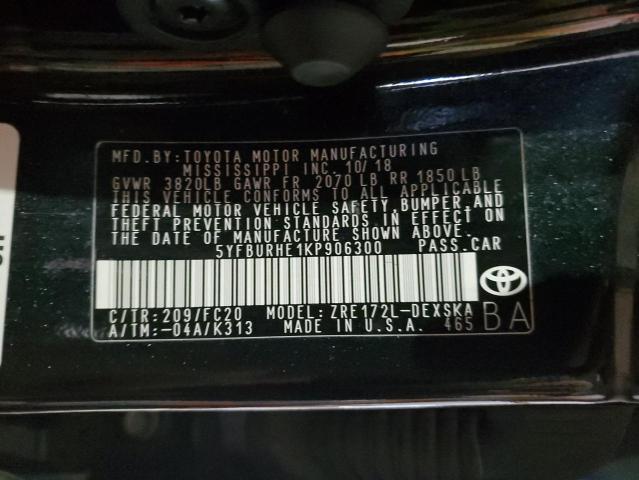 MFD.BY: TOYOTA MOTOR MANUFACTURING
MISSISSIPPI INC. 10/18
GVWR 3820LB GAWR FR 2070 LB RR 1850 LB
THIS VEHICLE CONFORMS TO ALL APPLICABLE
FEDERAL MOTOR VEHICLE SAFETY, BUMPER, AND
THEFT PREVENTION STANDARDS IN EFFECT ON
THE DATE OF MANUFACTURE SHOWN ABOVE.
5YFBURHE1KP906300 PASS.CAR
C/TR: 209/FC20 MODEL: ZRE172L-DEXSKA
A/TM: -04A/K313 MADE IN U.S.A. 465 BA